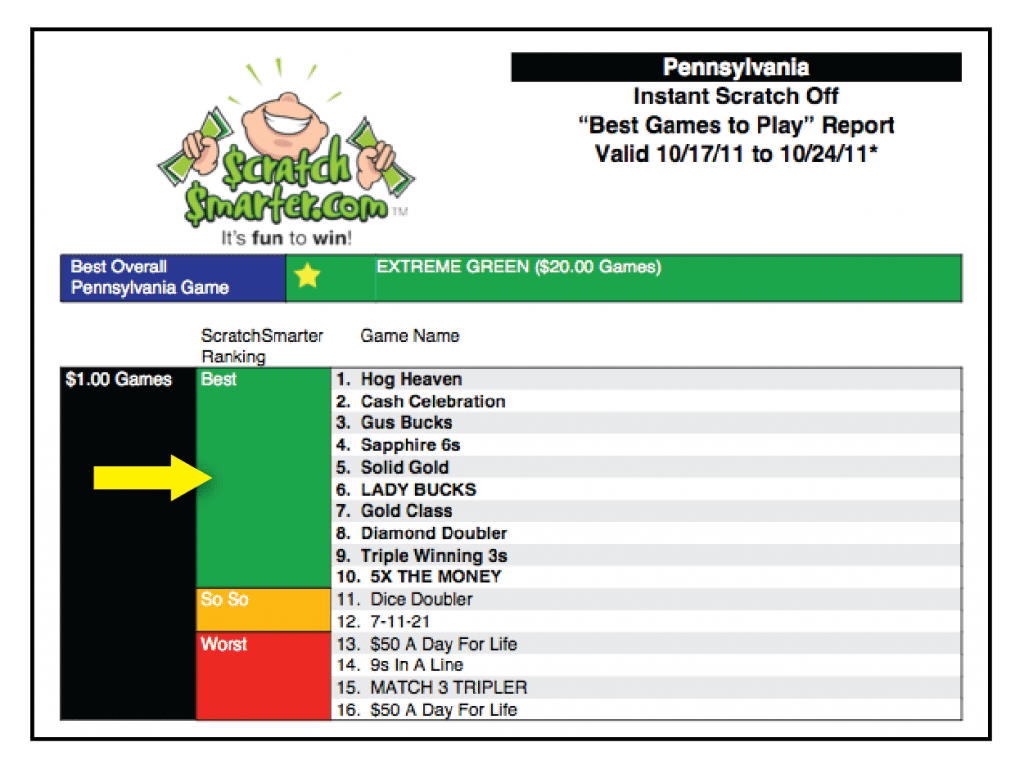 Pennsylvania
Instant Scratch Off
“Best Games to Play” Report
Valid 10/17/11 to 10/24/11*
$cratch
$marter.com TM
It's fun to win!
Best Overall
Pennsylvania Game
EXTREME GREEN ($20.00 Games)
ScratchSmarter
Ranking
Game Name
$1.00 Games
Best
1. Hog Heaven
2. Cash Celebration
3. Gus Bucks
4. Sapphire 6s
5. Solid Gold
6. LADY BUCKS
7. Gold Class
8. Diamond Doubler
9. Triple Winning 3s
10. 5X THE MONEY
So So
11. Dice Doubler
12. 7-11-21
Worst
13. $50 A Day For Life
14. 9s In A Line
15. MATCH 3 TRIPLER
16. $50 A Day For Life